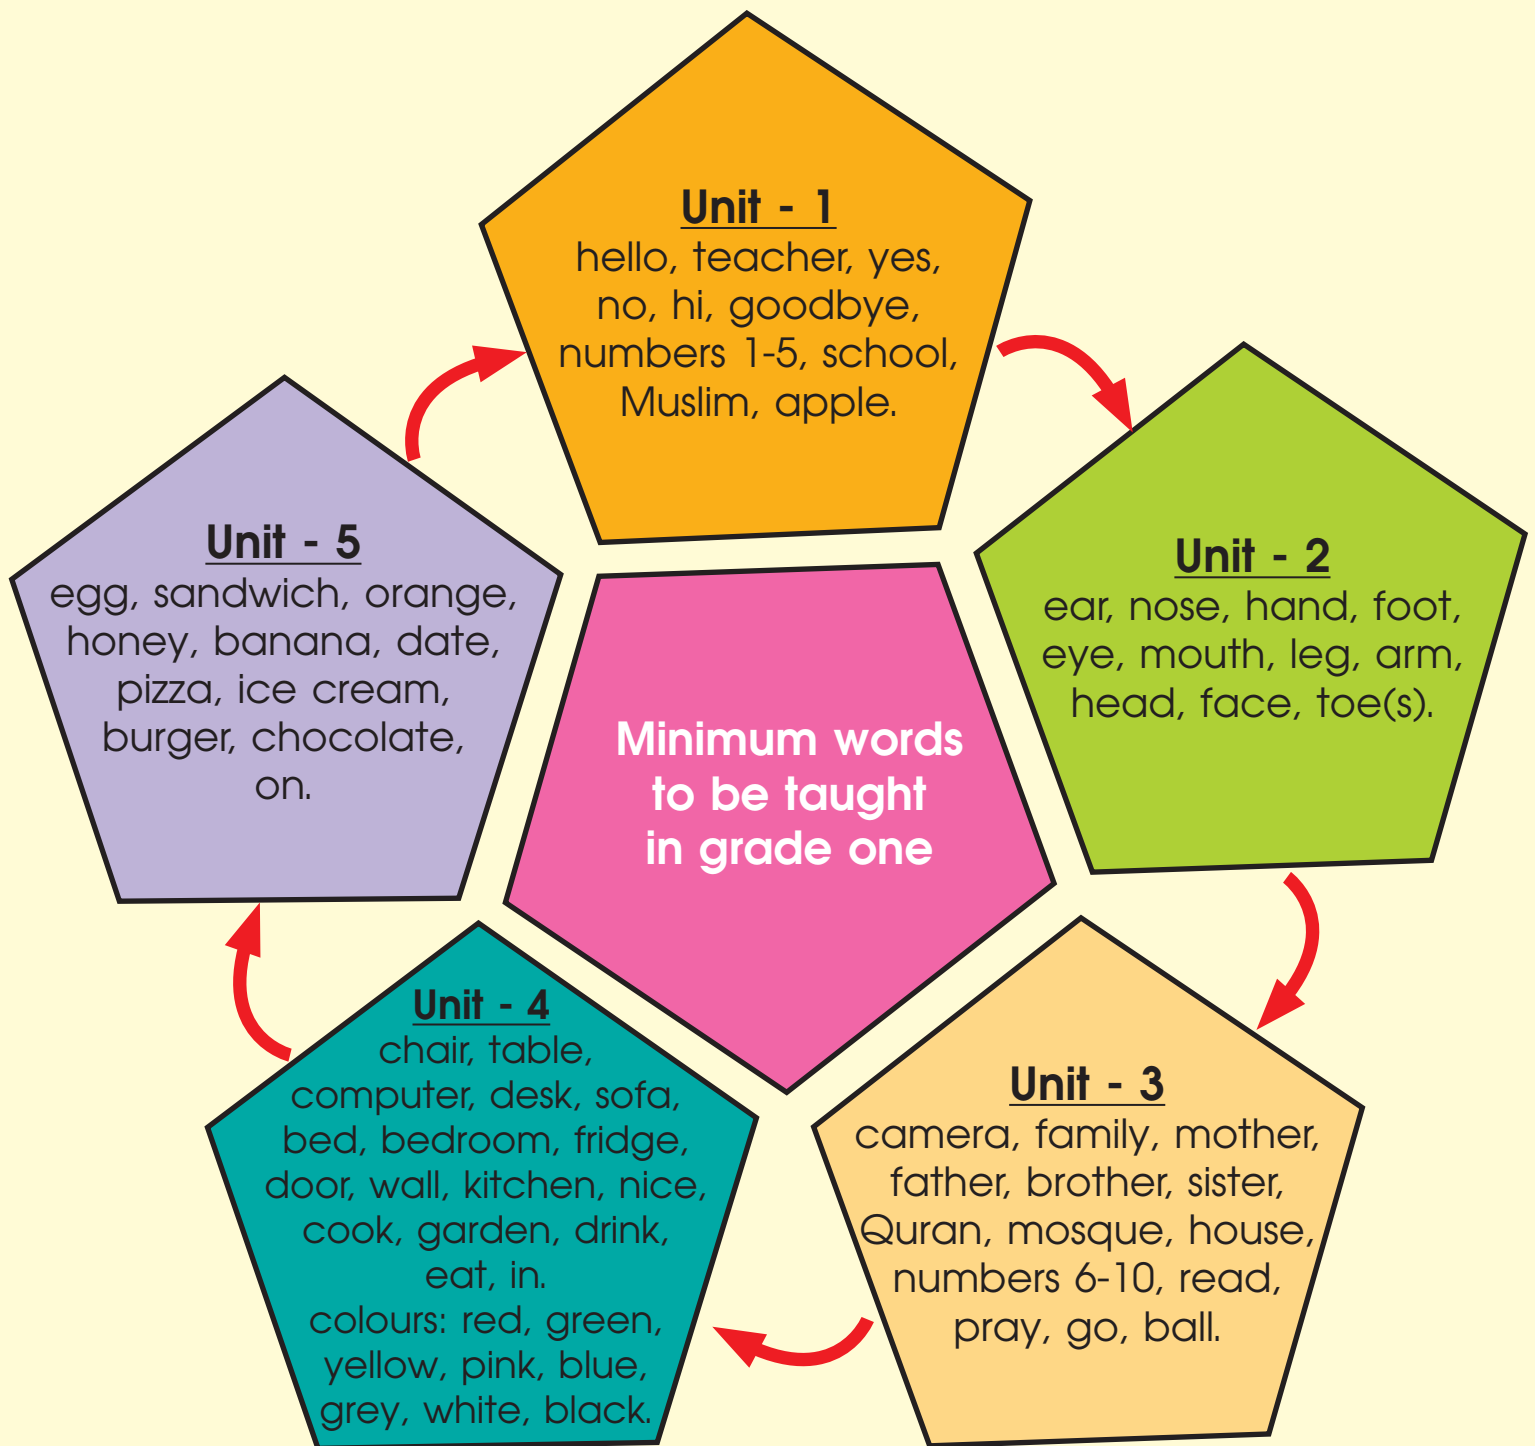 Unit - 1
hello, teacher, yes,
no, hi, goodbye,
numbers 1-5, school,
Muslim, apple.
Unit - 2
ear, nose, hand, foot,
eye, mouth, leg, arm,
head, face, toe(s).
Unit - 3
camera, family, mother,
father, brother, sister,
Quran, mosque, house,
numbers 6-10, read,
pray, go, ball.
Unit - 4
chair, table,
computer, desk, sofa,
bed, bedroom, fridge,
door, wall, kitchen, nice,
cook, garden, drink,
eat, in.
colours: red, green,
yellow, pink, blue,
grey, white, black.
Unit - 5
egg, sandwich, orange,
honey, banana, date,
pizza, ice cream,
burger, chocolate,
on.
Minimum words
to be taught
in grade one